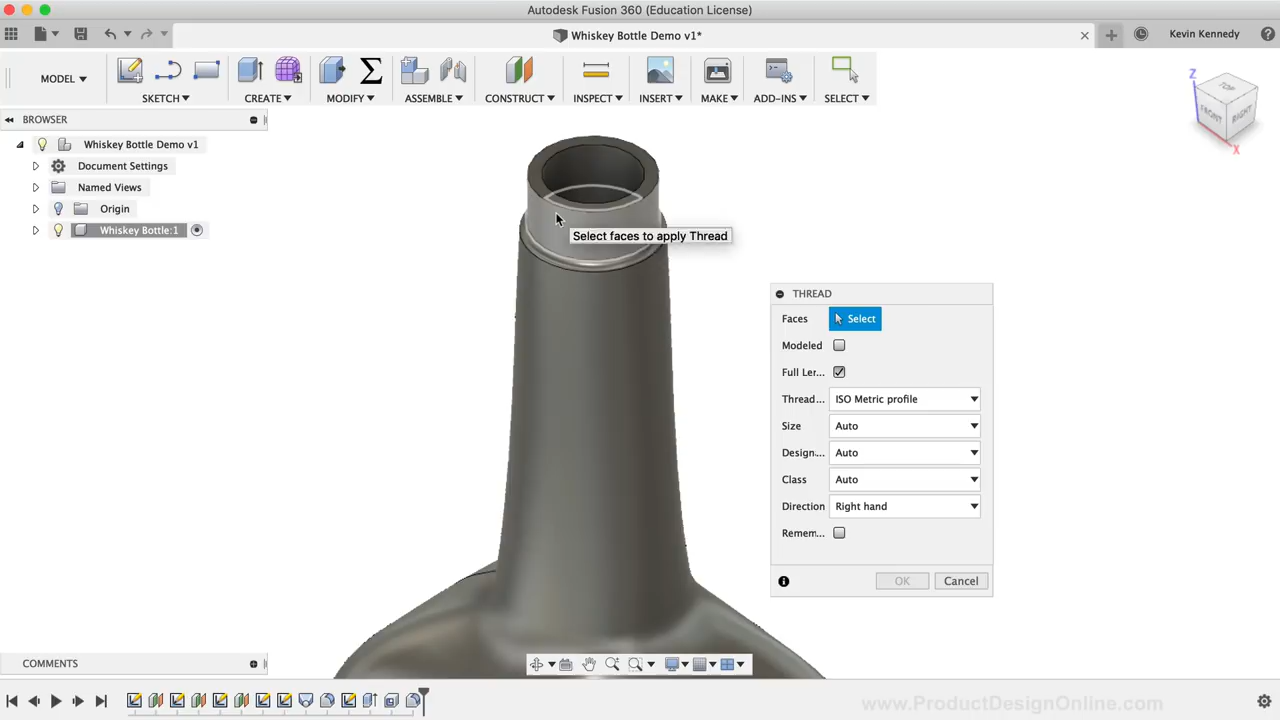 Autodesk Fusion 360 (Education License)
Whiskey Bottle Demo v1*
Kevin Kennedy
MODEL
SKETCH
CREATE
MODIFY
ASSEMBLE
CONSTRUCT
INSPECT
INSERT
MAKE
ADD-INS
SELECT
TOP
FRONT
RIGHT
Z
X
BROWSER
Whiskey Bottle Demo v1
Document Settings
Named Views
Origin
Whiskey Bottle:1
Select faces to apply Thread
THREAD
Faces Select
Modeled
Full Ler...
Thread... ISO Metric profile
Size Auto
Design... Auto
Class Auto
Direction Right hand
Remem...
OK Cancel
COMMENTS
www.ProductDesignOnline.com